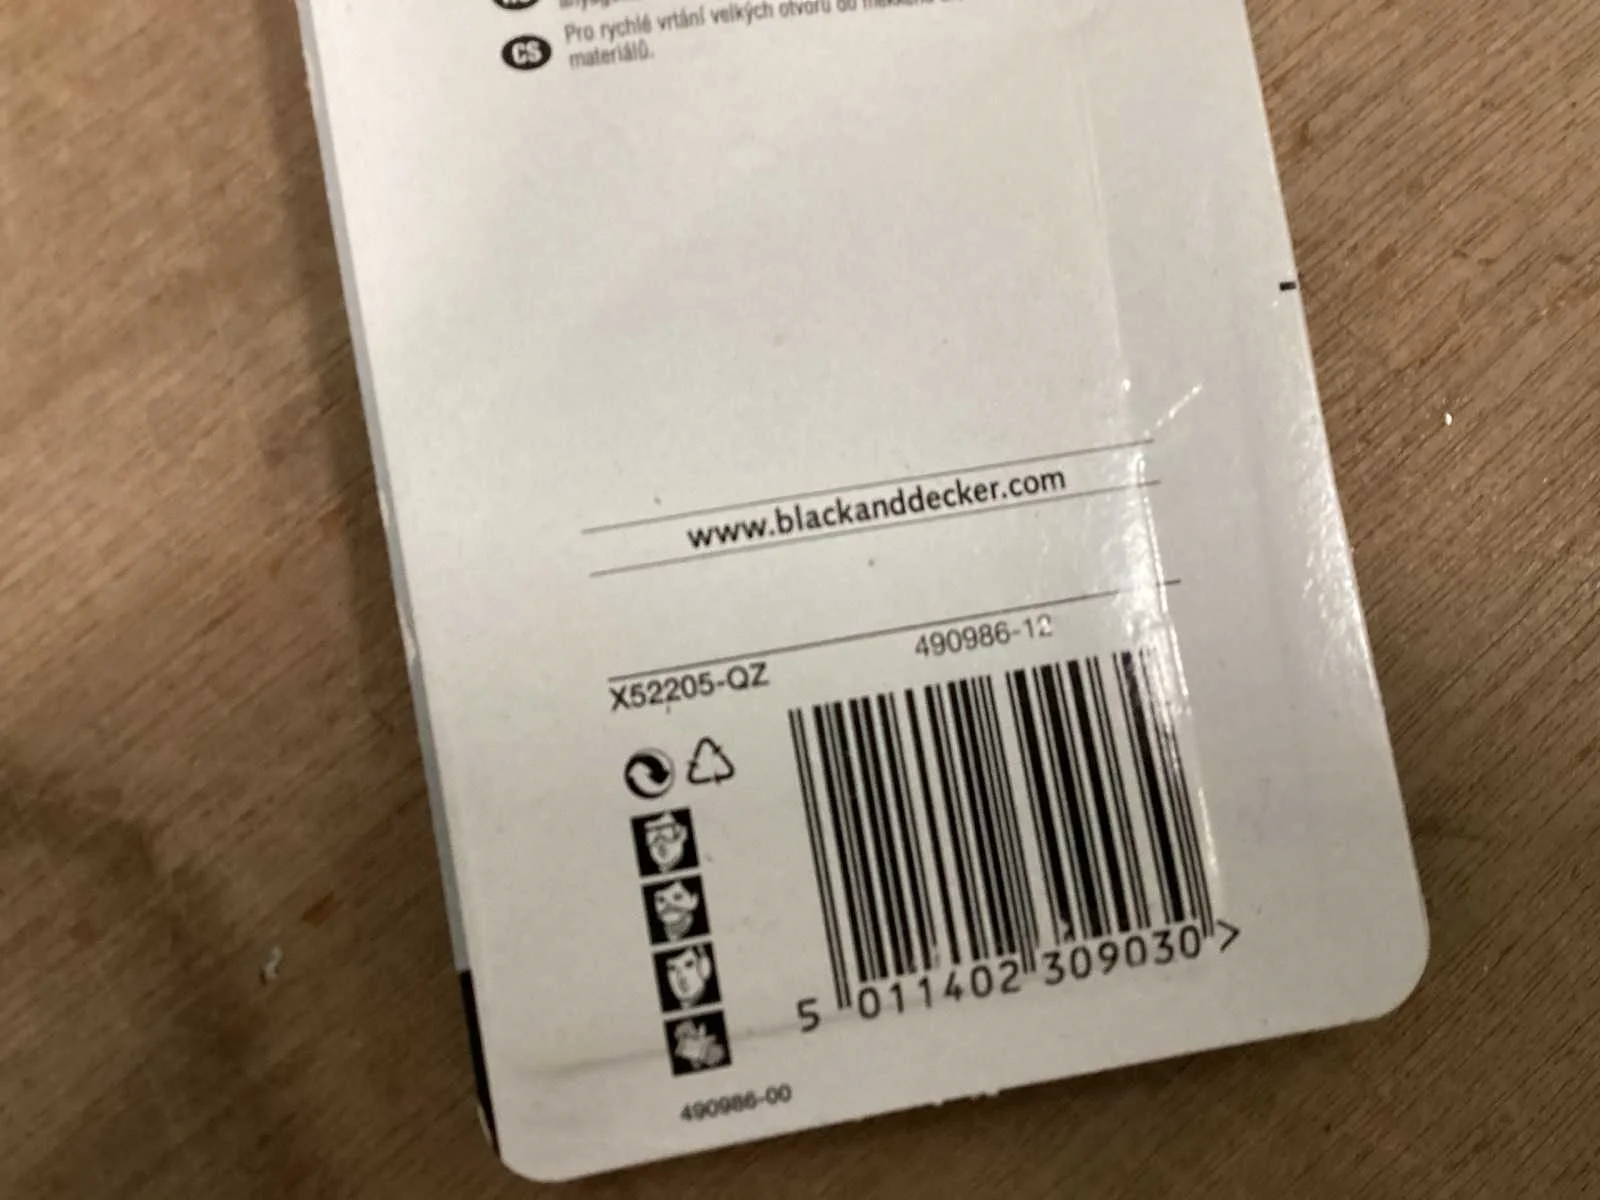 CS Pro rychlé vrtání velkých otvorů do
materiálů.
www.blackanddecker.com
490986-12
X52205-QZ
5 011402 309030 >
490986-00